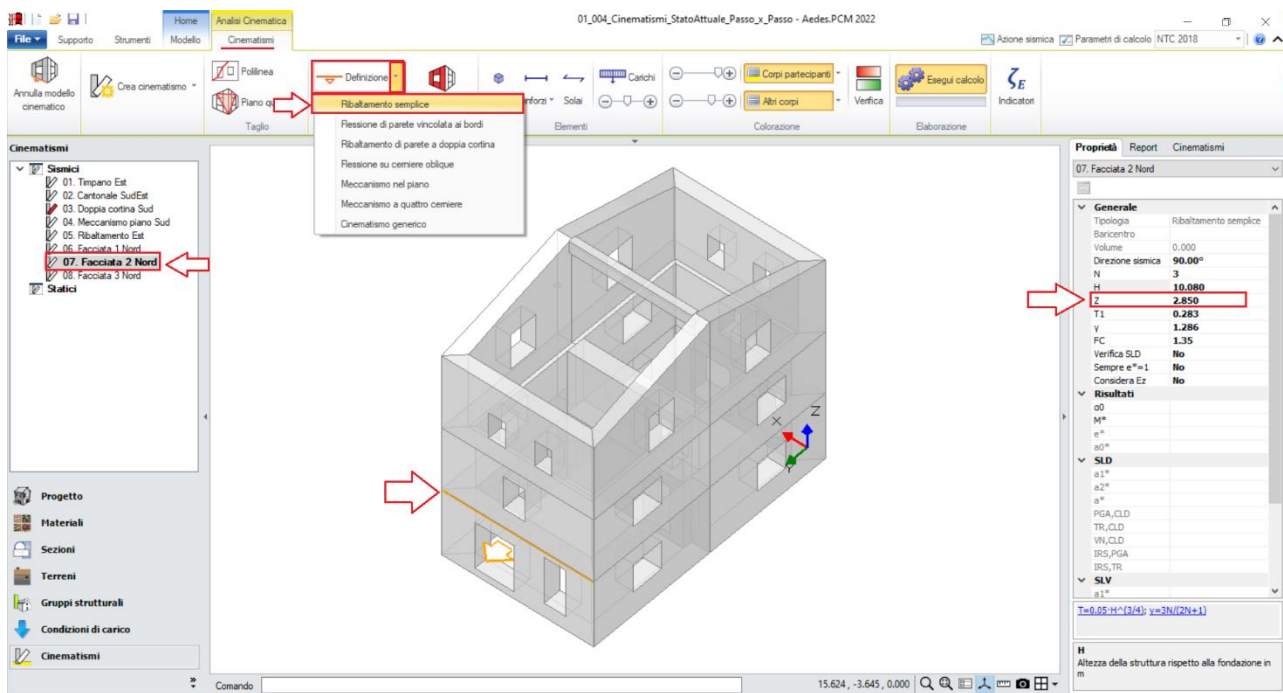 01_004_Cinematismi_StatoAttuale_Passo_x_Passo - Aedes.PCM 2022
Home
Analisi Cinematica
File
Supporto
Strumenti
Modello
Cinematismi
Azione sismica
Parametri di calcolo
NTC 2018
Annulla modello
cinematico
Crea cinematismo
Polilinea
Piano qu
Taglio
Definizione
Ribaltamento semplice
Flessione di parete vincolata ai bordi
Ribaltamento di parete a doppia cortina
Flessione su cerniere oblique
Meccanismo nel piano
Meccanismo a quattro cerniere
Cinematismo generico
nforzi
Solai
Carichi
Elementi
Corpi partecipanti
Altri corpi
Verifica
Colorazione
Esegui calcolo
Elaborazione
ζE
Indicatori
Cinematismi
Sismici
01. Timpano Est
02. Cantonale SudEst
03. Doppia cortina Sud
04. Meccanismo piano Sud
05. Ribaltamento Est
06. Facciata 1 Nord
07. Facciata 2 Nord
08. Facciata 3 Nord
Statici
Progetto
Materiali
Sezioni
Terreni
Gruppi strutturali
Condizioni di carico
Cinematismi
X
Z
Y
Proprietà
Report
Cinematismi
07. Facciata 2 Nord
Generale
Tipologia Ribaltamento semplice
Baricentro
Volume 0.000
Direzione sismica 90.00°
N 3
H 10.080
Z 2.850
T1 0.283
γ 1.286
FC 1.35
Verifica SLD No
Sempre e*=1 No
Considera Ez No
Risultati
α0
M*
e*
a0*
SLD
a1*
a2*
a*
PGA,CLD
TR,CLD
VN,CLD
IRS,PGA
IRS,TR
SLV
a1*
T=0.05·H^(3/4); γ=3N/(2N+1)
H
Altezza della struttura rispetto alla fondazione in
m
Comando
15.624 , -3.645 , 0.000